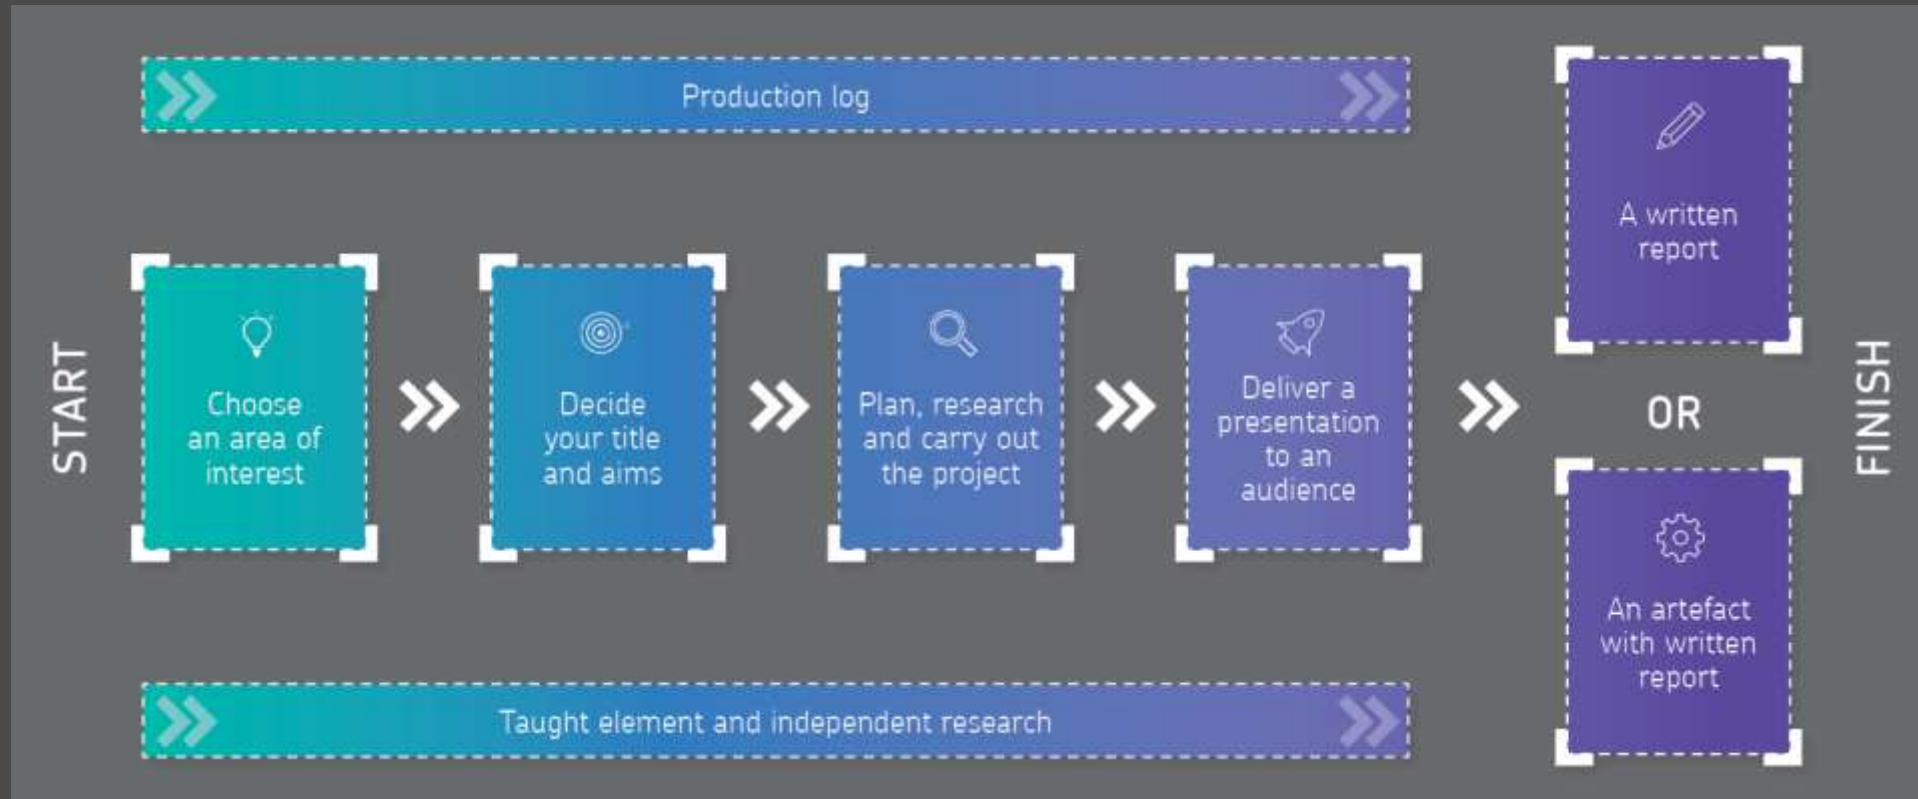 Production log
START
Choose
an area of
interest
Decide
your title
and aims
Plan, research
and carry out
the project
Deliver a
presentation
to an
audience
A written
report
OR
An artefact
with written
report
FINISH
Taught element and independent research